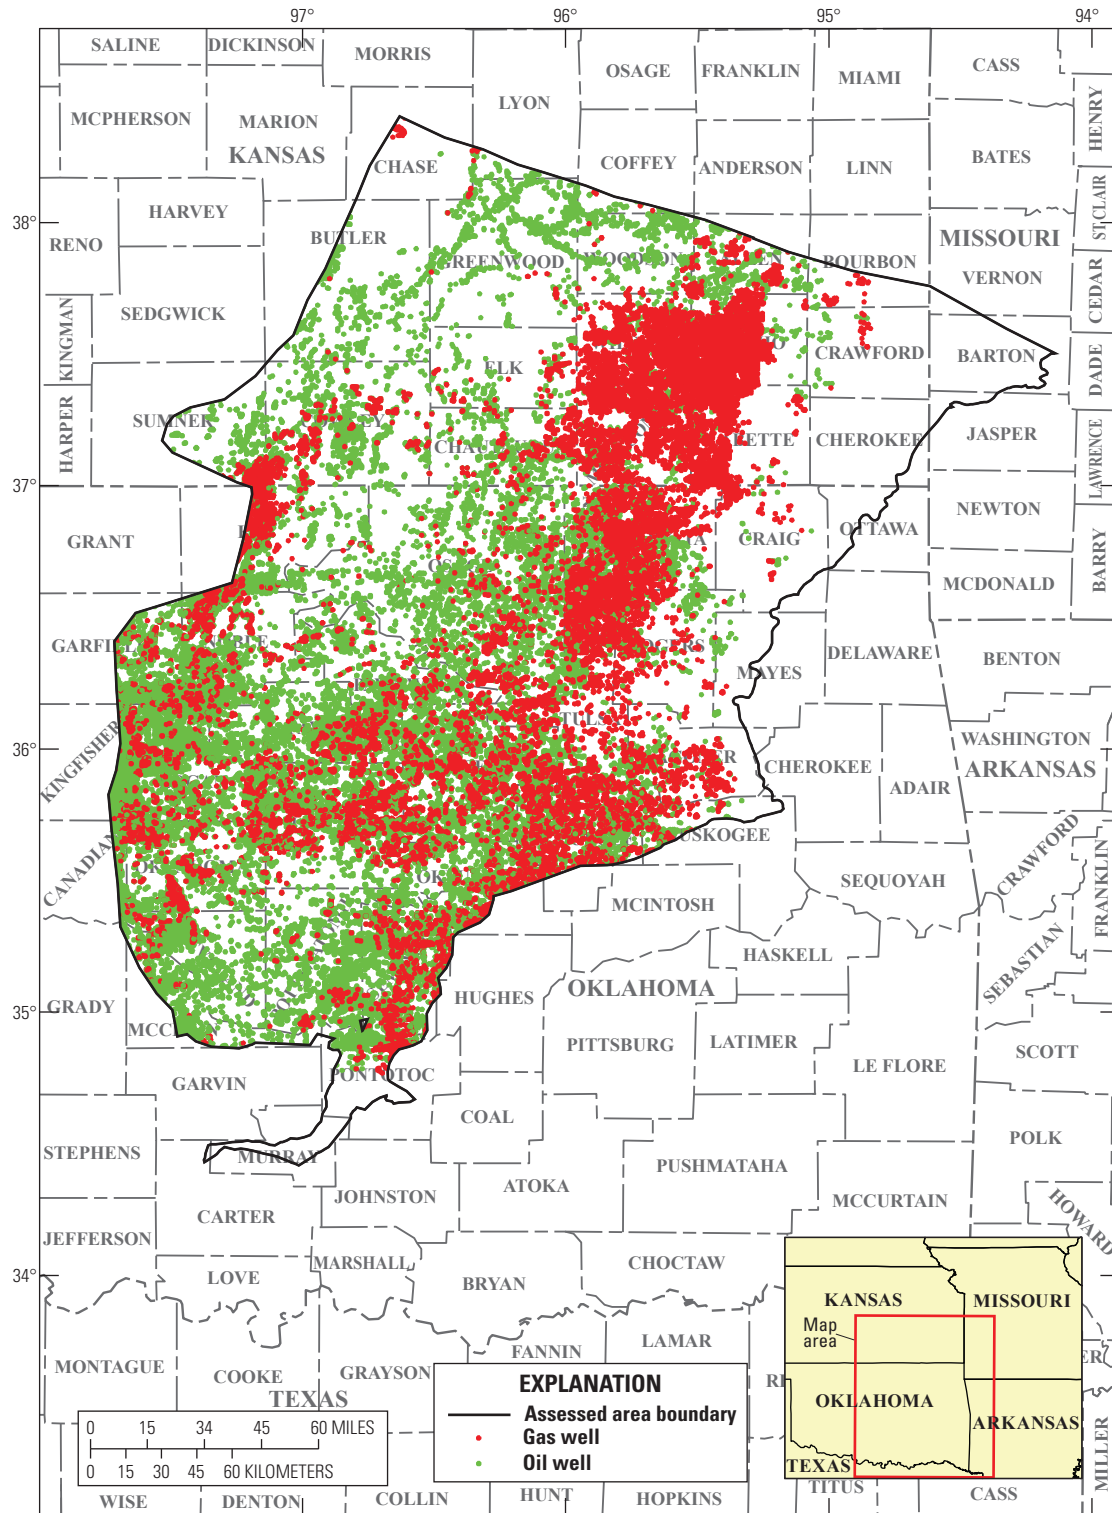 97°
96°
95°
94°
SALINE
DICKINSON
MORRIS
OSAGE
FRANKLIN
MIAMI
CASS
LYON
HENRY
MCPHERSON
MARION
KANSAS
CHASE
COFFEY
ANDERSON
LINN
BATES
ST CLAIR
38°
HARVEY
RENO
BUTLER
GREENWOOD
BOURBON
MISSOURI
VERNON
CEDAR
SEDGWICK
KINGMAN
ELK
CRAWFORD
BARTON
DADE
HARPER
SUMNER
CHEROKEE
JASPER
LAWRENCE
37°
NEWTON
GRANT
CRAIG
OTTAWA
MCDONALD
BARRY
MAYES
DELAWARE
BENTON
36°
KINGFISHER
CHEROKEE
WASHINGTON
ARKANSAS
ADAIR
CANADIAN
SEQUOYAH
CRAWFORD
FRANKLIN
MCINTOSH
HASKELL
SEBASTIAN
35°
GRADY
HUGHES
OKLAHOMA
PITTSBURG
LATIMER
LE FLORE
SCOTT
GARVIN
PONTOTOC
COAL
STEPHENS
MURRAY
POLK
PUSHMATAHA
ATOKA
JOHNSTON
MCCURTAIN
HOWARD
CARTER
JEFFERSON
MARSHALL
CHOCTAW
34°
LOVE
BRYAN
LAMAR
FANNIN
MONTAGUE
COOKE
GRAYSON
TEXAS
MILLER
WISE
DENTON
COLLIN
HUNT
HOPKINS
TITUS
CASS
0 15 34 45 60 MILES
0 15 30 45 60 KILOMETERS
EXPLANATION
Assessed area boundary
Gas well
Oil well
KANSAS
MISSOURI
Map
area
OKLAHOMA
ARKANSAS
TEXAS